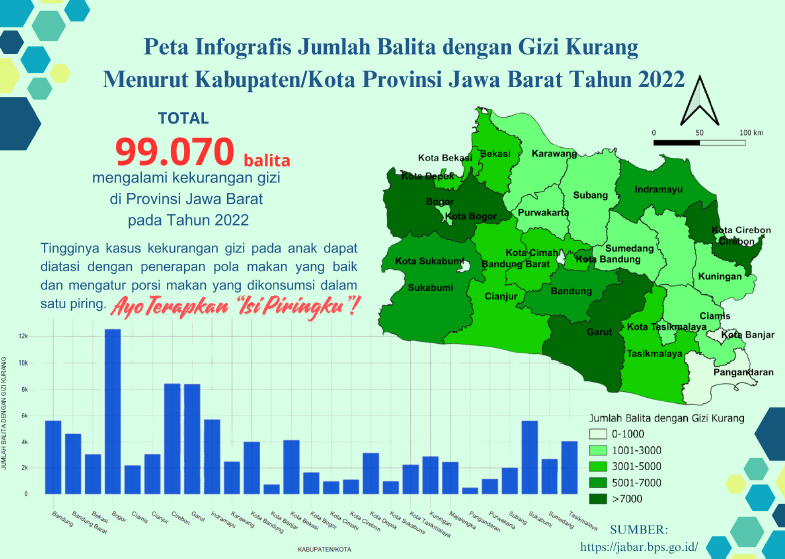 Peta Infografis Jumlah Balita dengan Gizi Kurang
Menurut Kabupaten/Kota Provinsi Jawa Barat Tahun 2022
TOTAL
99.070 balita
mengalami kekurangan gizi
di Provinsi Jawa Barat
pada Tahun 2022
Tingginya kasus kekurangan gizi pada anak dapat
diatasi dengan penerapan pola makan yang baik
dan mengatur porsi makan yang dikonsumsi dalam
satu piring. Ayo Terapkan "Isi Piringku"!
0 50 100 km
Bekasi
Karawang
Kota Bekasi
Kota Depok
Subang
Indramayu
Bogor
Kota Bogor
Purwakarta
Kota Cirebon
Cirebon
Sumedang
Kota Cimahi
Kota Bandung
Kota Sukabumi
Bandung Barat
Kuningan
Sukabumi
Cianjur
Bandung
Ciamis
Kota Tasikmalaya
Garut
Kota Banjar
Tasikmalaya
Pangandaran
JUMLAH BALITA DENGAN GIZI KURANG
12k
10k
8k
6k
4k
2k
0
Bandung
Bandung Barat
Bekasi
Bogor
Ciamis
Cianjur
Cirebon
Garut
Indramayu
Karawang
Kota Bandung
Kota Banjar
Kota Bekasi
Kota Bogor
Kota Cimahi
Kota Cirebon
Kota Depok
Kota Sukabumi
Kota Tasikmalaya
Kuningan
Majalengka
Pangandaran
Purwakarta
Subang
Sukabumi
Sumedang
Tasikmalaya
KABUPATEN/KOTA
Jumlah Balita dengan Gizi Kurang
0-1000
1001-3000
3001-5000
5001-7000
>7000
SUMBER:
https://jabar.bps.go.id/